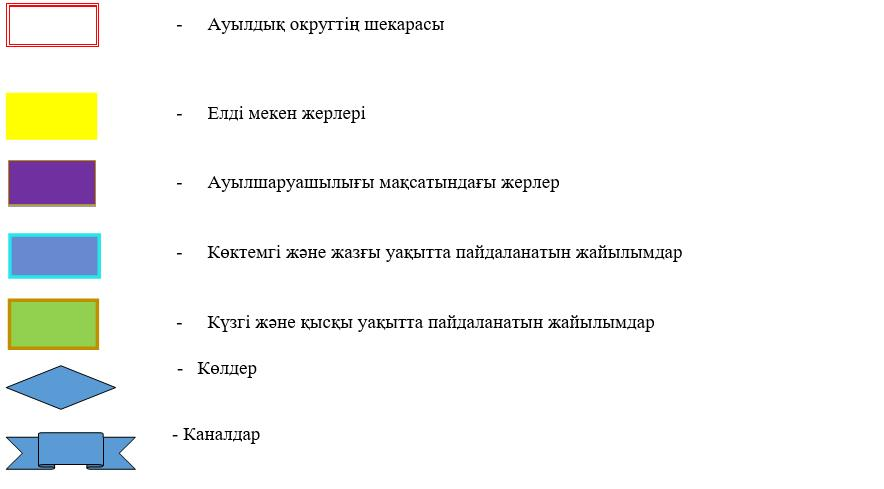 - Ауылдық округтің шекарасы
- Елді мекен жерлері
- Ауылшаруашылығы мақсатындағы жерлер
- Көктемгі және жазғы уақытта пайдаланатын жайылымдар
- Күзгі және қысқы уақытта пайдаланатын жайылымдар
- Көлдер
- Каналдар